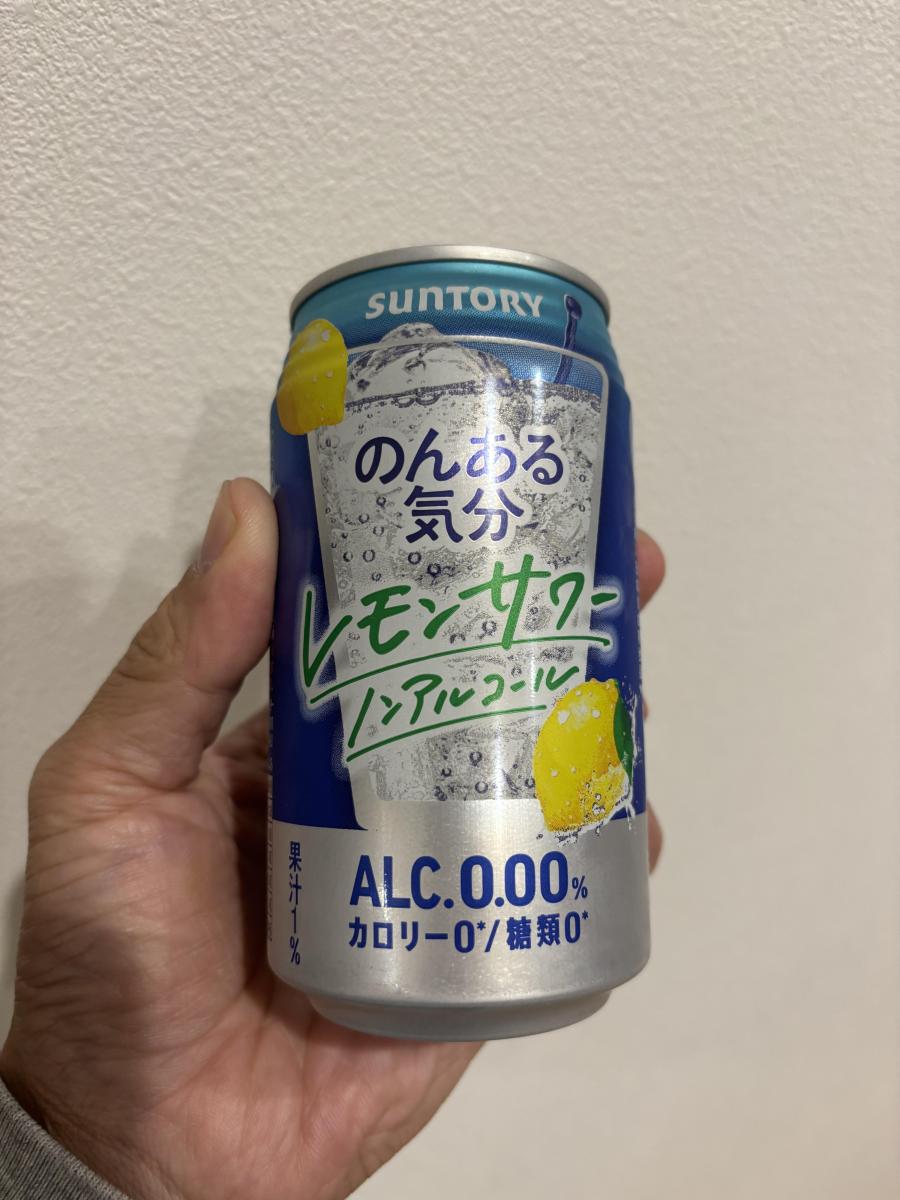 SUNTORY
のんある
気分
レモンサワー
ノンアルコール
果汁1%
ALC.0.00%
カロリー0*/糖類0*